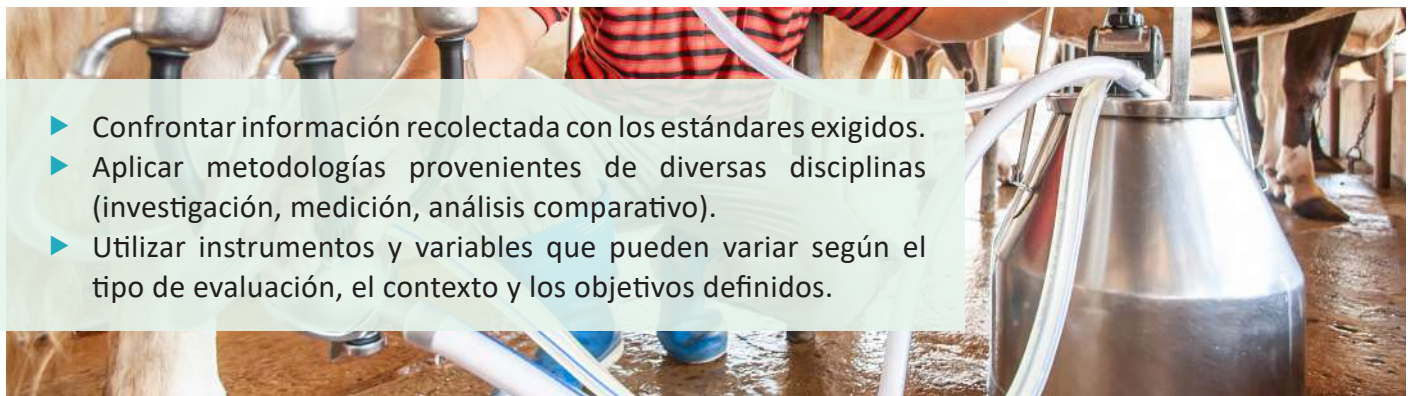 ▶ Confrontar información recolectada con los estándares exigidos.
▶ Aplicar metodologías provenientes de diversas disciplinas
(investigación, medición, análisis comparativo).
▶ Utilizar instrumentos y variables que pueden variar según el
tipo de evaluación, el contexto y los objetivos definidos.